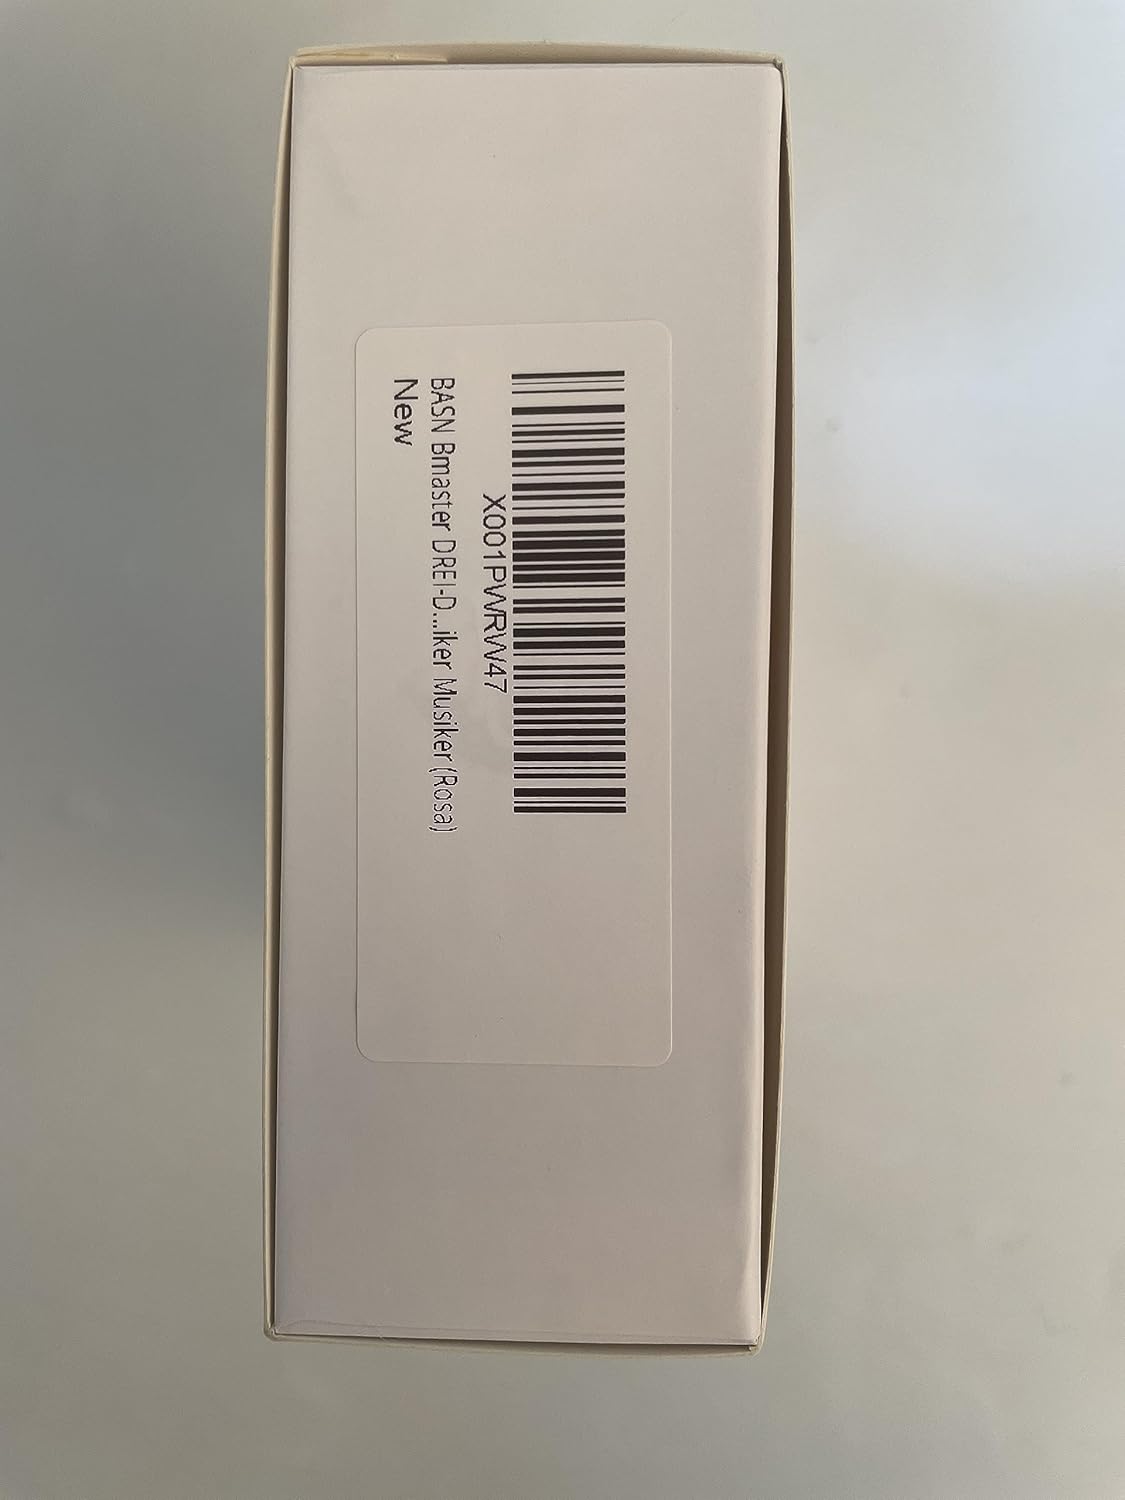 X001PWRW47
BASN Bmaster DREI-D...iker Musiker (Rosa)
New